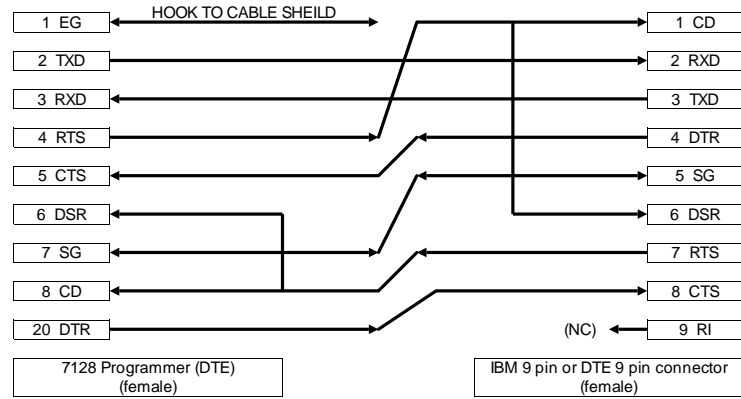 HOOK TO CABLE SHEILD
1 EG
1 CD
2 TXD
2 RXD
3 RXD
3 TXD
4 RTS
4 DTR
5 CTS
5 SG
6 DSR
6 DSR
7 SG
7 RTS
8 CD
8 CTS
20 DTR
(NC)
9 RI
7128 Programmer (DTE)
(female)
IBM 9 pin or DTE 9 pin connector
(female)